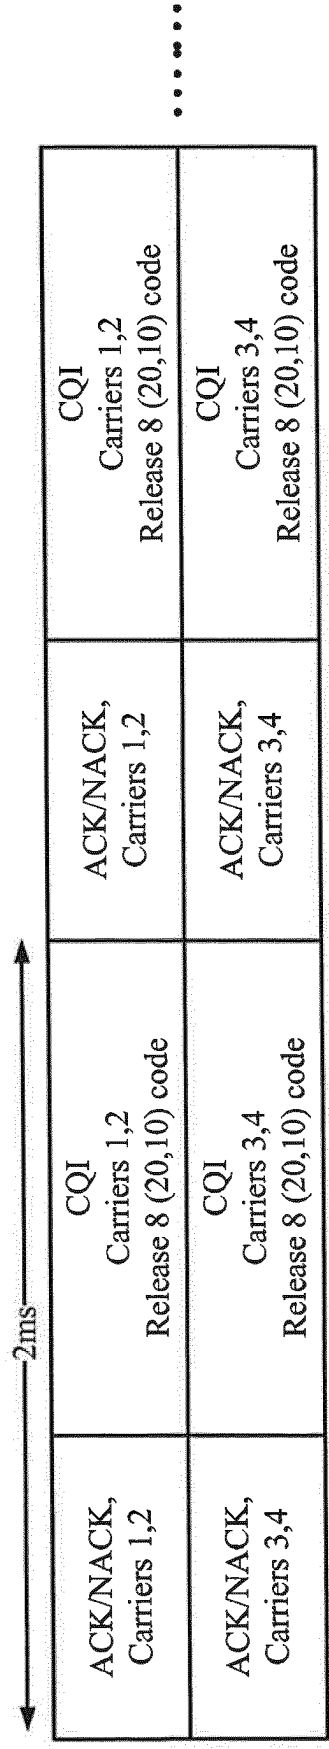 2ms
ACK/NACK,
Carriers 1,2
CQI
Carriers 1,2
Release 8 (20,10) code
ACK/NACK,
Carriers 1,2
CQI
Carriers 1,2
Release 8 (20,10) code
ACK/NACK,
Carriers 3,4
CQI
Carriers 3,4
Release 8 (20,10) code
ACK/NACK,
Carriers 3,4
CQI
Carriers 3,4
Release 8 (20,10) code
......